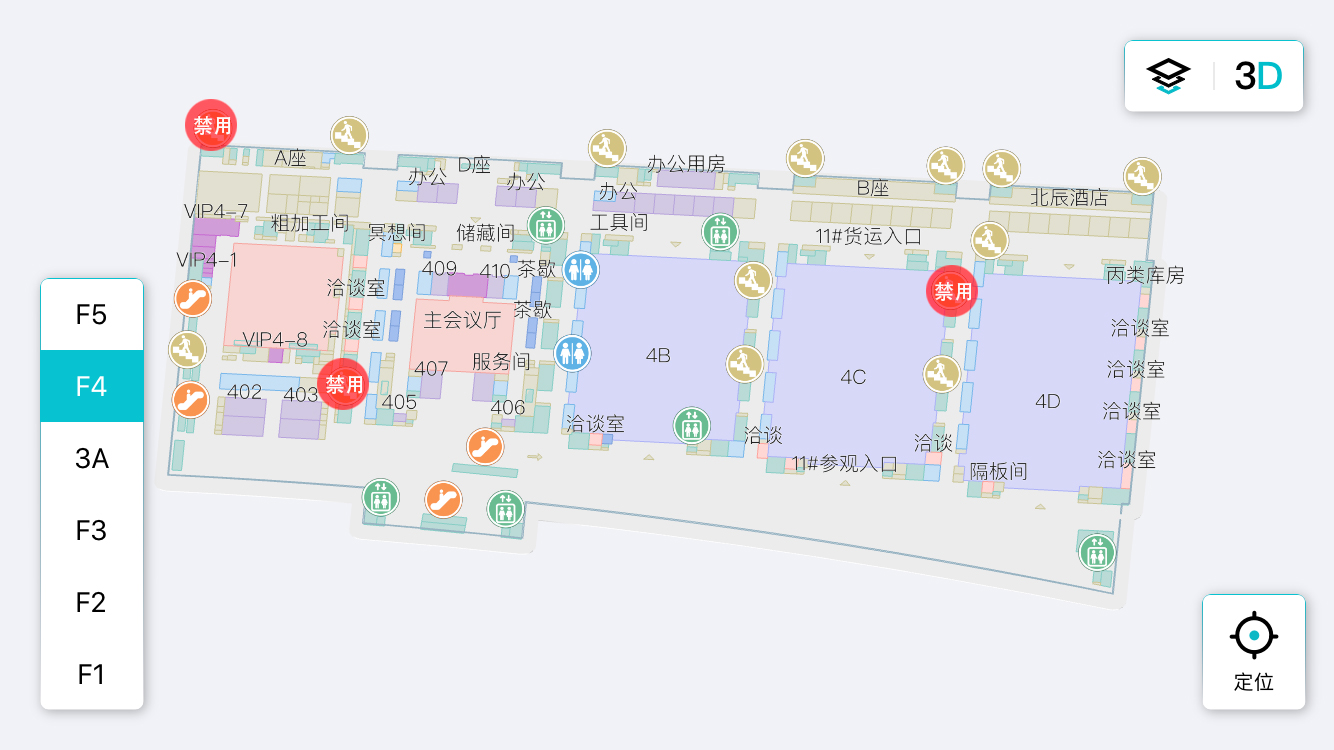 3D
禁用
A座
D座
办公用房
办公
办公
办公
B座
北辰酒店
VIP4-7
粗加工间
冥想间
储藏间
工具间
11#货运入口
VIP4-1
409
410
茶歇
丙类库房
洽谈室
禁用
茶歇
主会议厅
洽谈室
VIP4-8
洽谈室
4B
服务间
407
4C
洽谈室
禁用
402
403
405
406
4D
洽谈室
洽谈室
洽谈
洽谈
11#参观入口
隔板间
洽谈室
F5
F4
3A
F3
F2
F1
定位